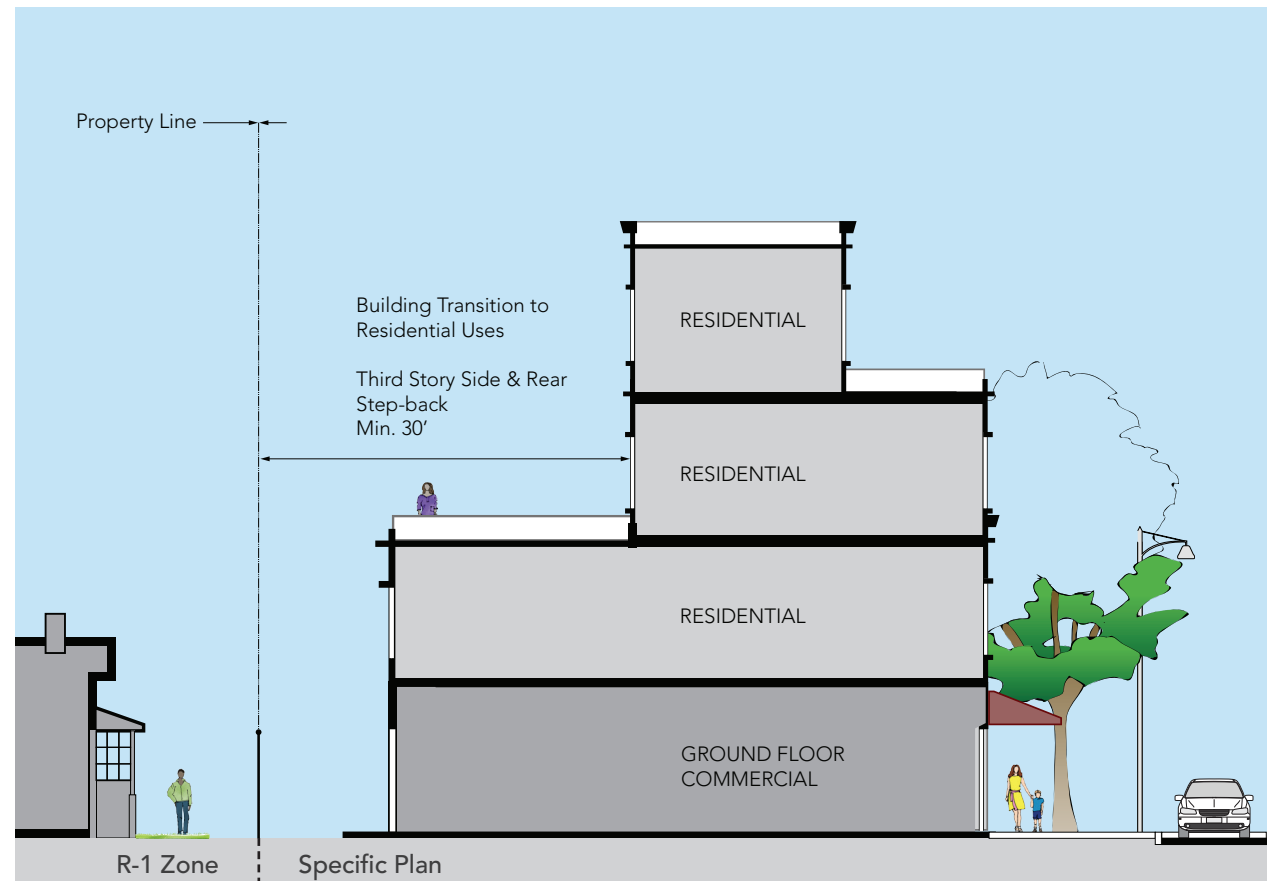 Property Line
Building Transition to
Residential Uses
Third Story Side & Rear
Step-back
Min. 30′
RESIDENTIAL
RESIDENTIAL
RESIDENTIAL
GROUND FLOOR
COMMERCIAL
R-1 Zone
Specific Plan